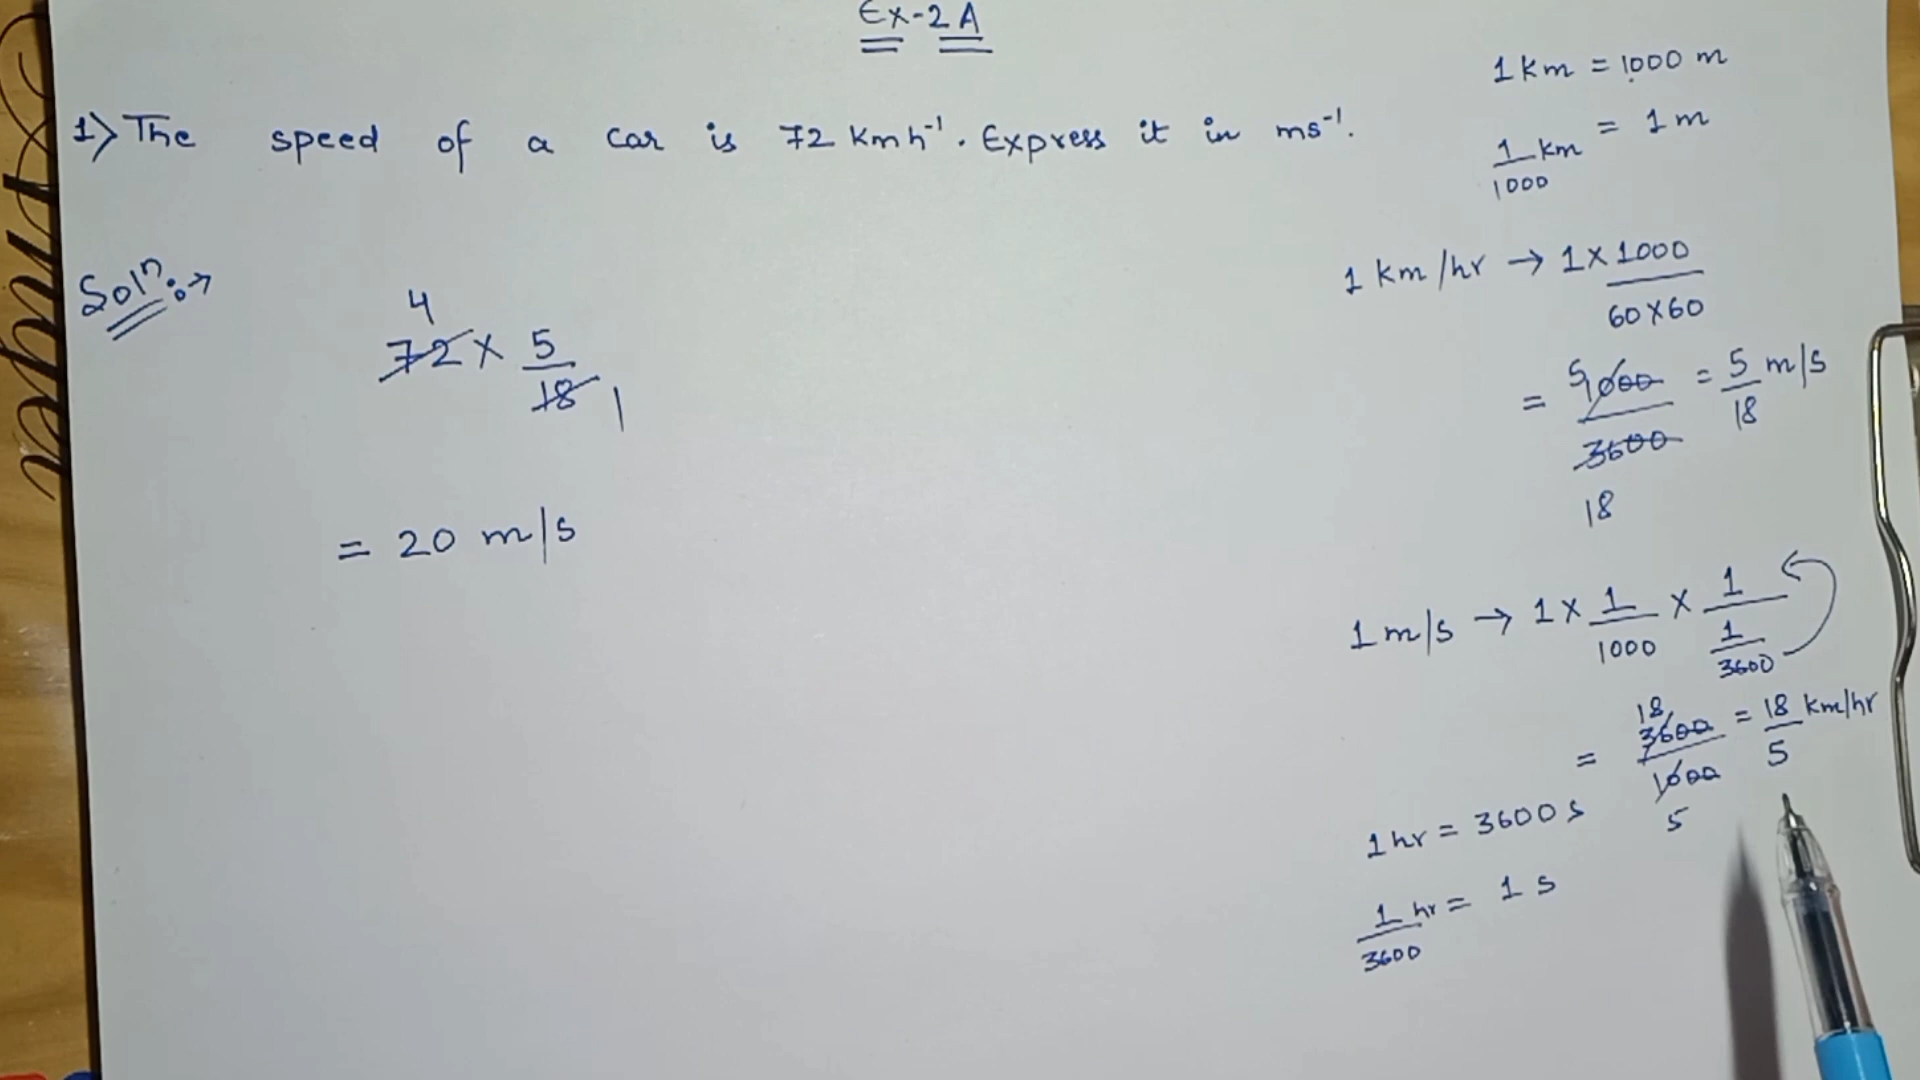 Ex-2A
1) The speed of a car is 72 Kmh⁻¹. Express it in ms⁻¹.
Solⁿ:→
4
72 × 5/18 1
= 20 m/s
1 Km = 1000 m
1/1000 km = 1m
1 Km/hr → 1×1000/60×60
= 5 1000/3600 18 = 5/18 m/s
1 m/s → 1× 1/1000 × 1/(1/3600)
= 18 3600/1000 5 = 18/5 km/hr
1 hr = 3600 s
1/3600 hr = 1 s